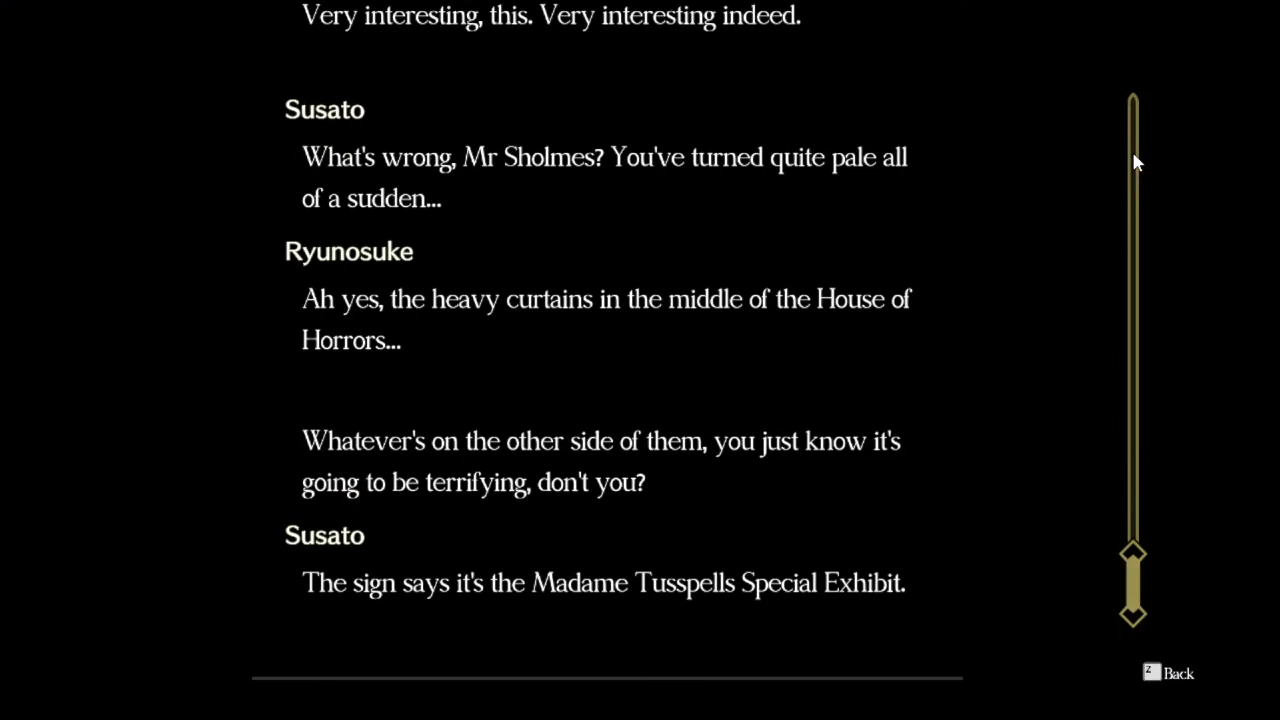 Very interesting, this. Very interesting indeed.
Susato
What's wrong, Mr Sholmes? You've turned quite pale all
of a sudden...
Ryunosuke
Ah yes, the heavy curtains in the middle of the House of
Horrors...
Whatever's on the other side of them, you just know it's
going to be terrifying, don't you?
Susato
The sign says it's the Madame Tusspells Special Exhibit.
Z Back